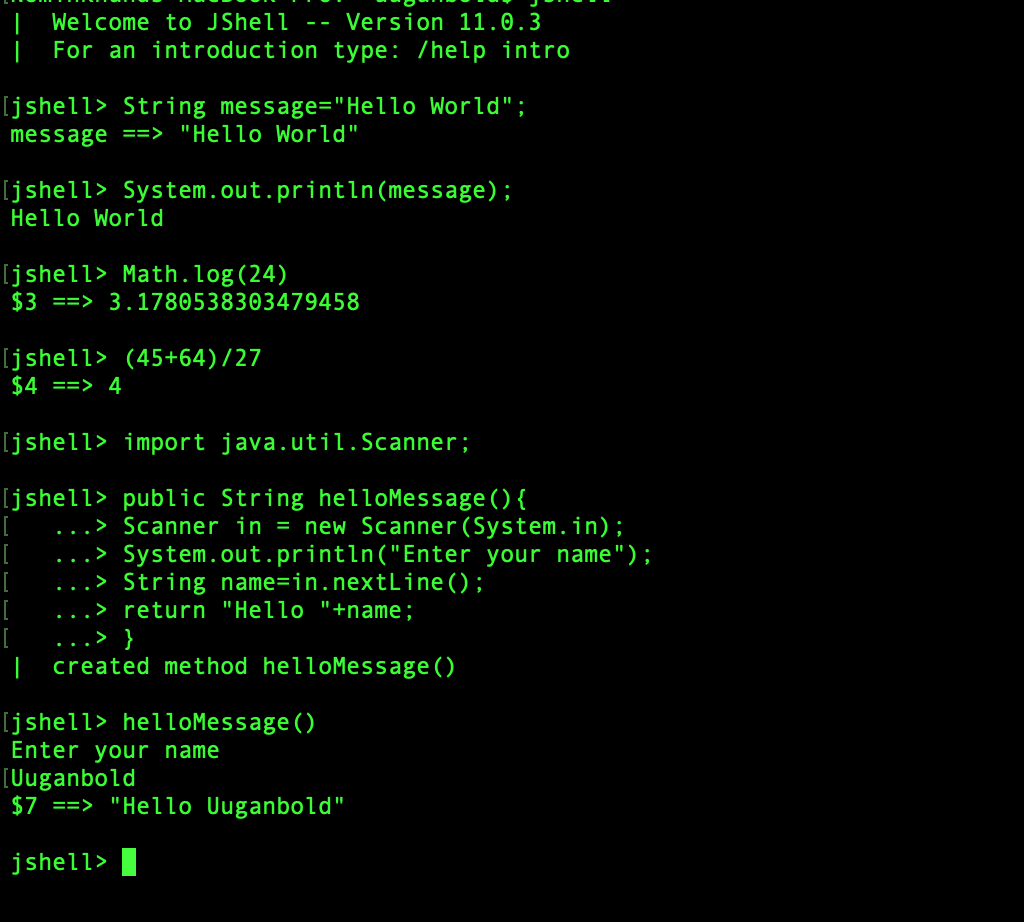 |  Welcome to JShell -- Version 11.0.3
|  For an introduction type: /help intro
[jshell> String message="Hello World";
message ==> "Hello World"
[jshell> System.out.println(message);
Hello World
[jshell> Math.log(24)
$3 ==> 3.1780538303479458
[jshell> (45+64)/27
$4 ==> 4
[jshell> import java.util.Scanner;
[jshell> public String helloMessage(){
[   ...> Scanner in = new Scanner(System.in);
[   ...> System.out.println("Enter your name");
[   ...> String name=in.nextLine();
[   ...> return "Hello "+name;
[   ...> }
|  created method helloMessage()
[jshell> helloMessage()
Enter your name
[Uuganbold
$7 ==> "Hello Uuganbold"
jshell>